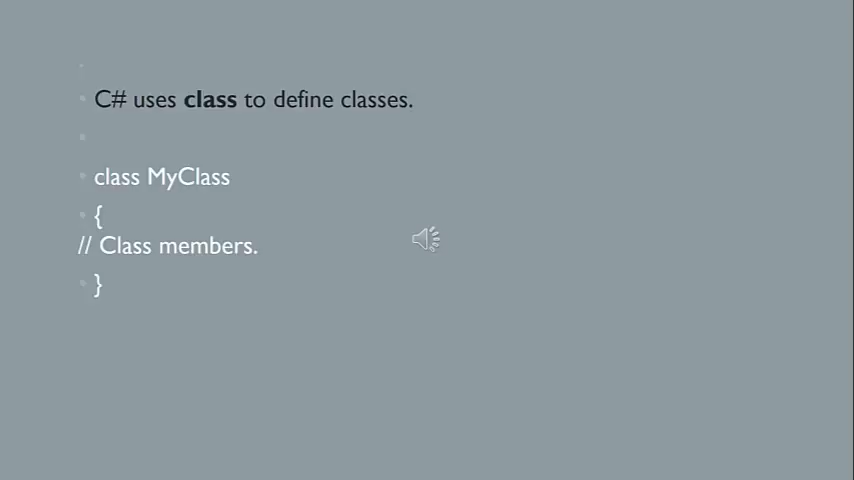 C# uses class to define classes.
class MyClass
{
// Class members.
}